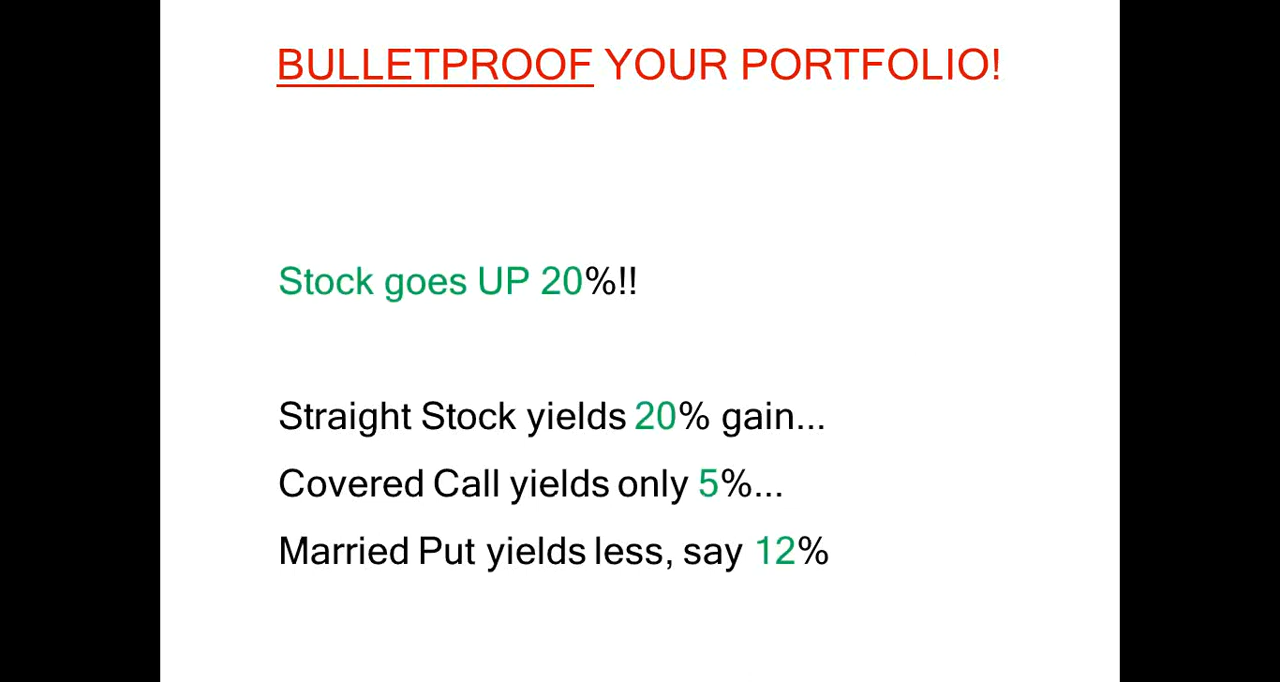 BULLETPROOF YOUR PORTFOLIO!
Stock goes UP 20%!!
Straight Stock yields 20% gain...
Covered Call yields only 5%...
Married Put yields less, say 12%